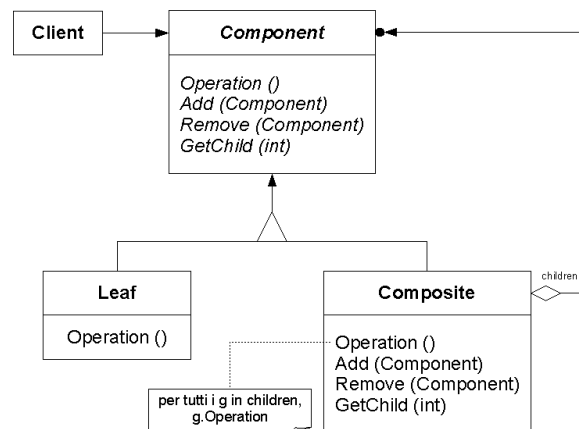 Client
Component
Operation ()
Add (Component)
Remove (Component)
GetChild (int)
Leaf
Operation ()
children
Composite
Operation ()
Add (Component)
Remove (Component)
GetChild (int)
per tutti i g in children,
g.Operation